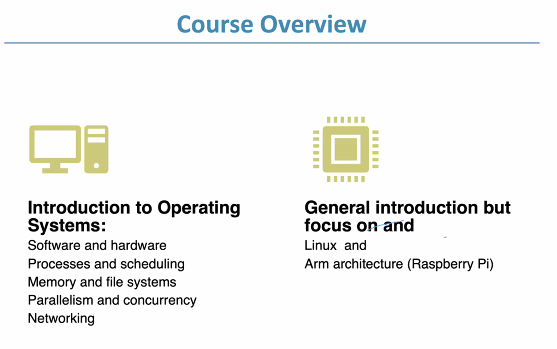 Course Overview
Introduction to Operating
Systems:
Software and hardware
Processes and scheduling
Memory and file systems
Parallelism and concurrency
Networking
General introduction but
focus on and
Linux and
Arm architecture (Raspberry Pi)